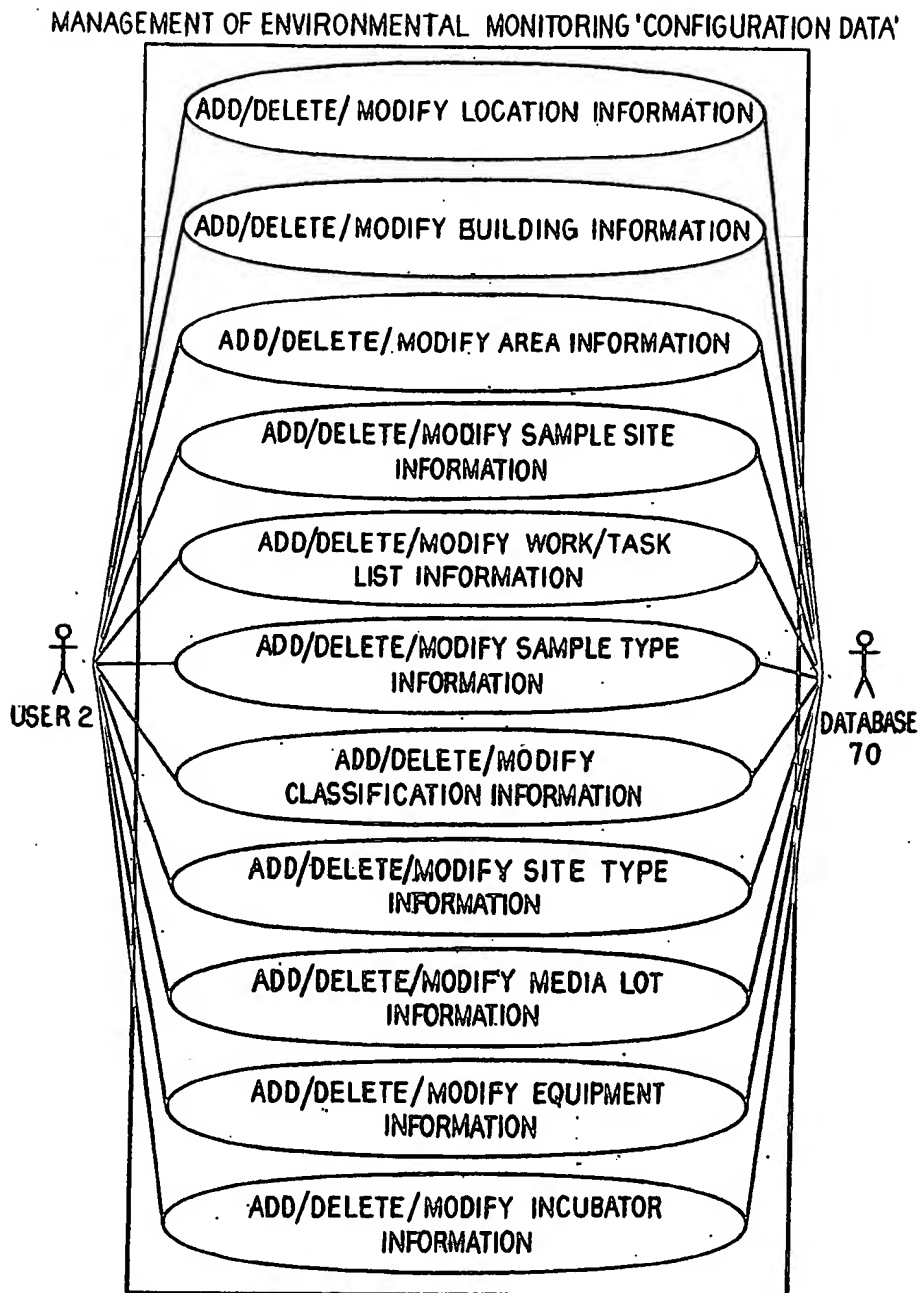 MANAGEMENT OF ENVIRONMENTAL MONITORING 'CONFIGURATION DATA'
ADD/DELETE/MODIFY LOCATION INFORMATION
ADD/DELETE/MODIFY BUILDING INFORMATION
ADD/DELETE/MODIFY AREA INFORMATION
ADD/DELETE/MODIFY SAMPLE SITE
INFORMATION
ADD/DELETE/MODIFY WORK/TASK
LIST INFORMATION
ADD/DELETE/MODIFY SAMPLE TYPE
INFORMATION
USER 2
DATABASE
70
ADD/DELETE/MODIFY
CLASSIFICATION INFORMATION
ADD/DELETE/MODIFY SITE TYPE
INFORMATION
ADD/DELETE/MODIFY MEDIA LOT
INFORMATION
ADD/DELETE/MODIFY EQUIPMENT
INFORMATION
ADD/DELETE/MODIFY INCUBATOR
INFORMATION